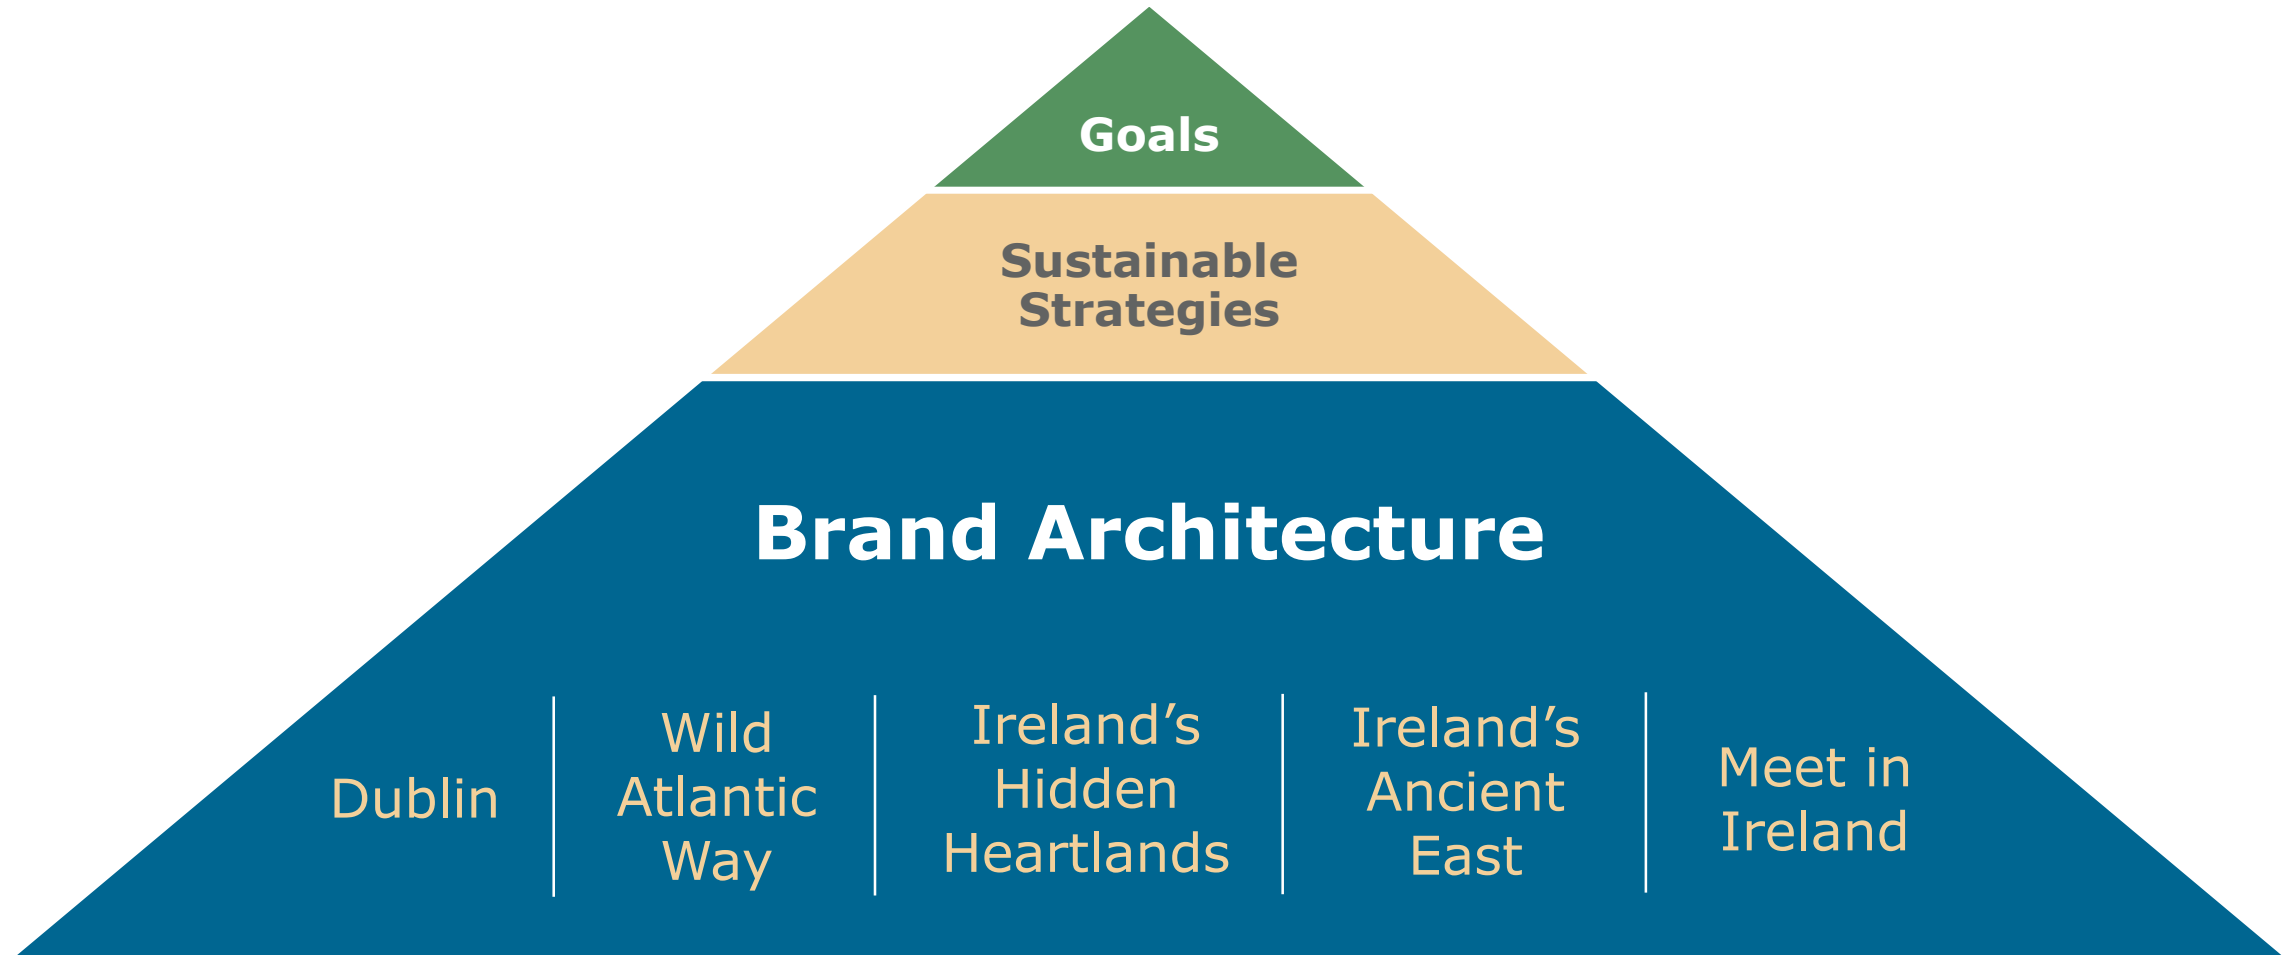 Goals
Sustainable
Strategies
Brand Architecture
Dublin
Wild
Atlantic
Way
Ireland’s
Hidden
Heartlands
Ireland’s
Ancient
East
Meet in
Ireland